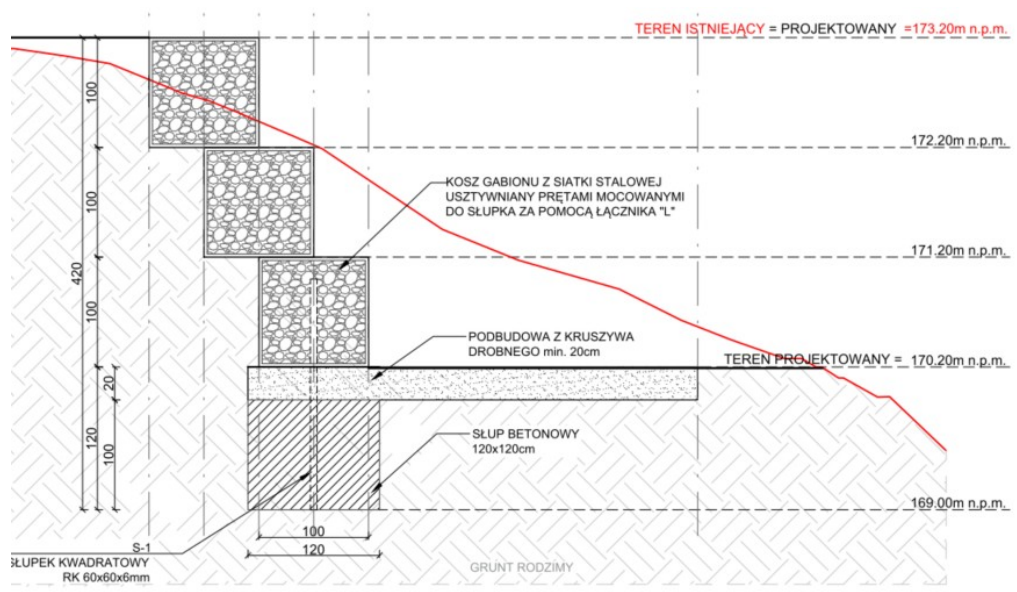 TEREN ISTNIEJĄCY = PROJEKTOWANY =173.20m n.p.m.
100
172.20m n.p.m.
KOSZ GABIONU Z SIATKI STALOWEJ
USZTYWNIANY PRĘTAMI MOCOWANYMI
DO SŁUPKA ZA POMOCĄ ŁĄCZNIKA "L"
100
171.20m n.p.m.
420
100
PODBUDOWA Z KRUSZYWA
DROBNEGO min. 20cm
TEREN PROJEKTOWANY = 170.20m n.p.m.
20
120
100
SŁUP BETONOWY
120x120cm
169.00m n.p.m.
100
120
S-1
SŁUPEK KWADRATOWY
RK 60x60x6mm
GRUNT RODZIMY